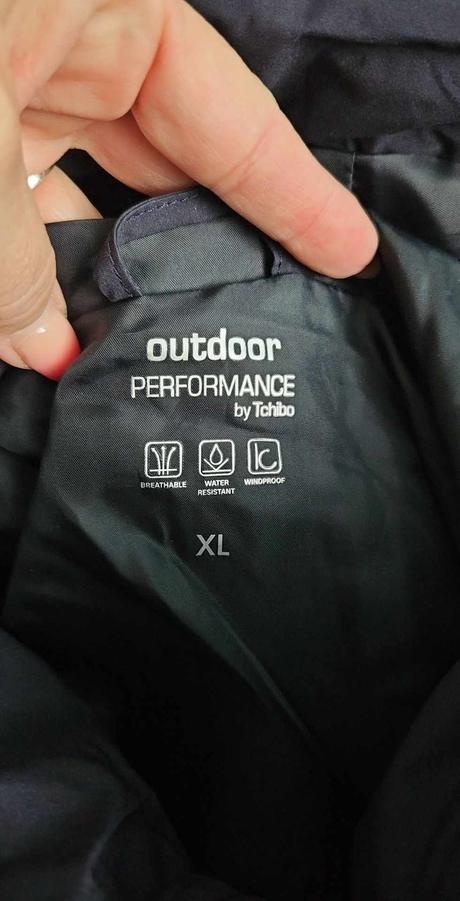 outdoor
PERFORMANCE
by Tchibo
BREATHABLE
WATER
RESISTANT
WINDPROOF
XL